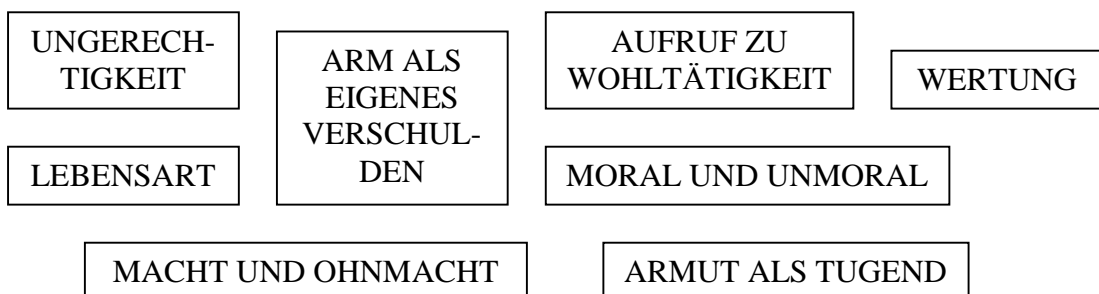 UNGERECH-
TIGKEIT
ARM ALS
EIGENES
VERSCHUL-
DEN
AUFRUF ZU
WOHLTÄTIGKEIT
WERTUNG
LEBENSART
MORAL UND UNMORAL
MACHT UND OHNMACHT
ARMUT ALS TUGEND